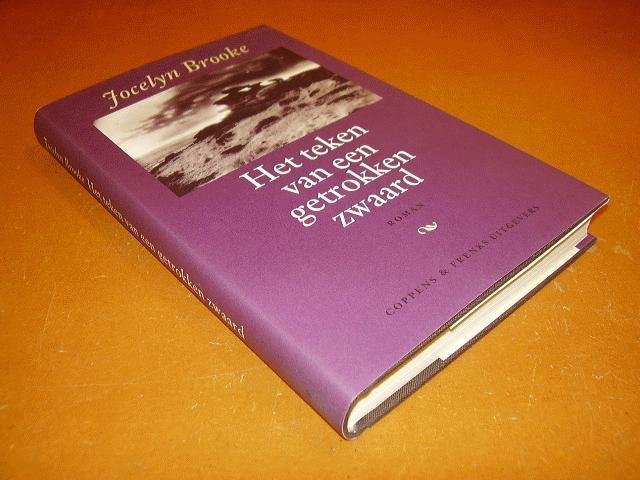 Jocelyn Brooke
Het teken
van een
getrokken
zwaard
ROMAN
COPPENS & FRENKS UITGEVERS
Jocelyn Brooke Het teken van een getrokken zwaard